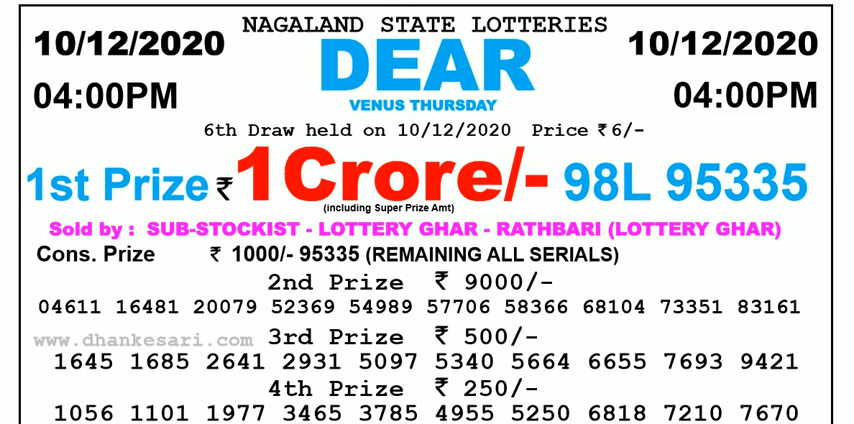 NAGALAND STATE LOTTERIES
10/12/2020 DEAR 10/12/2020
04:00PM VENUS THURSDAY 04:00PM
6th Draw held on 10/12/2020 Price ₹6/-
1st Prize ₹1Crore/- 98L 95335
(including Super Prize Amt)
Sold by : SUB-STOCKIST - LOTTERY GHAR - RATHBARI (LOTTERY GHAR)
Cons. Prize ₹ 1000/- 95335 (REMAINING ALL SERIALS)
2nd Prize ₹ 9000/-
04611 16481 20079 52369 54989 57706 58366 68104 73351 83161
www.dhankesari.com 3rd Prize ₹ 500/-
1645 1685 2641 2931 5097 5340 5664 6655 7693 9421
4th Prize ₹ 250/-
1056 1101 1977 3465 3785 4955 5250 6818 7210 7670